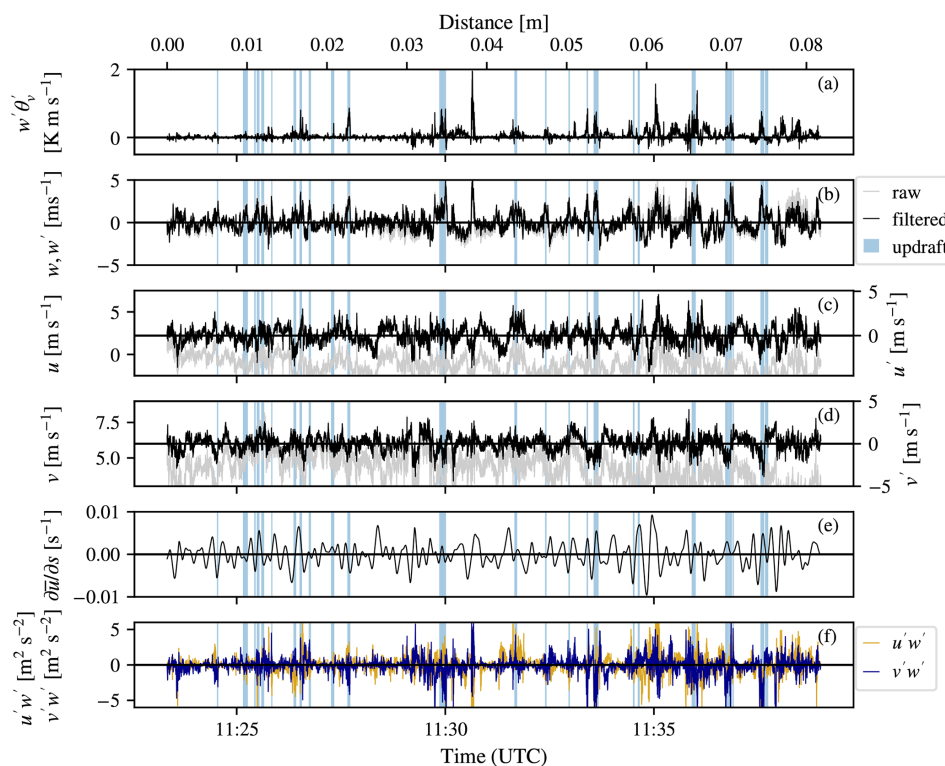 Distance [m]
0.00 0.01 0.02 0.03 0.04 0.05 0.06 0.07 0.08
w′θ′v
[K m s−1]
2
0
(a)
w, w′ [ms−1]
5
0
−5
(b)
raw
filtered
updraft
u [m s−1]
5
0
(c)
5
0
u′ [m s−1]
v [m s−1]
7.5
5.0
(d)
5
0
−5
v′ [m s−1]
∂u̅/∂s [s−1]
0.01
0.00
−0.01
(e)
u′w′ [m2 s−2]
v′w′ [m2 s−2]
5
0
−5
(f)
u′w′
v′w′
11:25 11:30 11:35
Time (UTC)